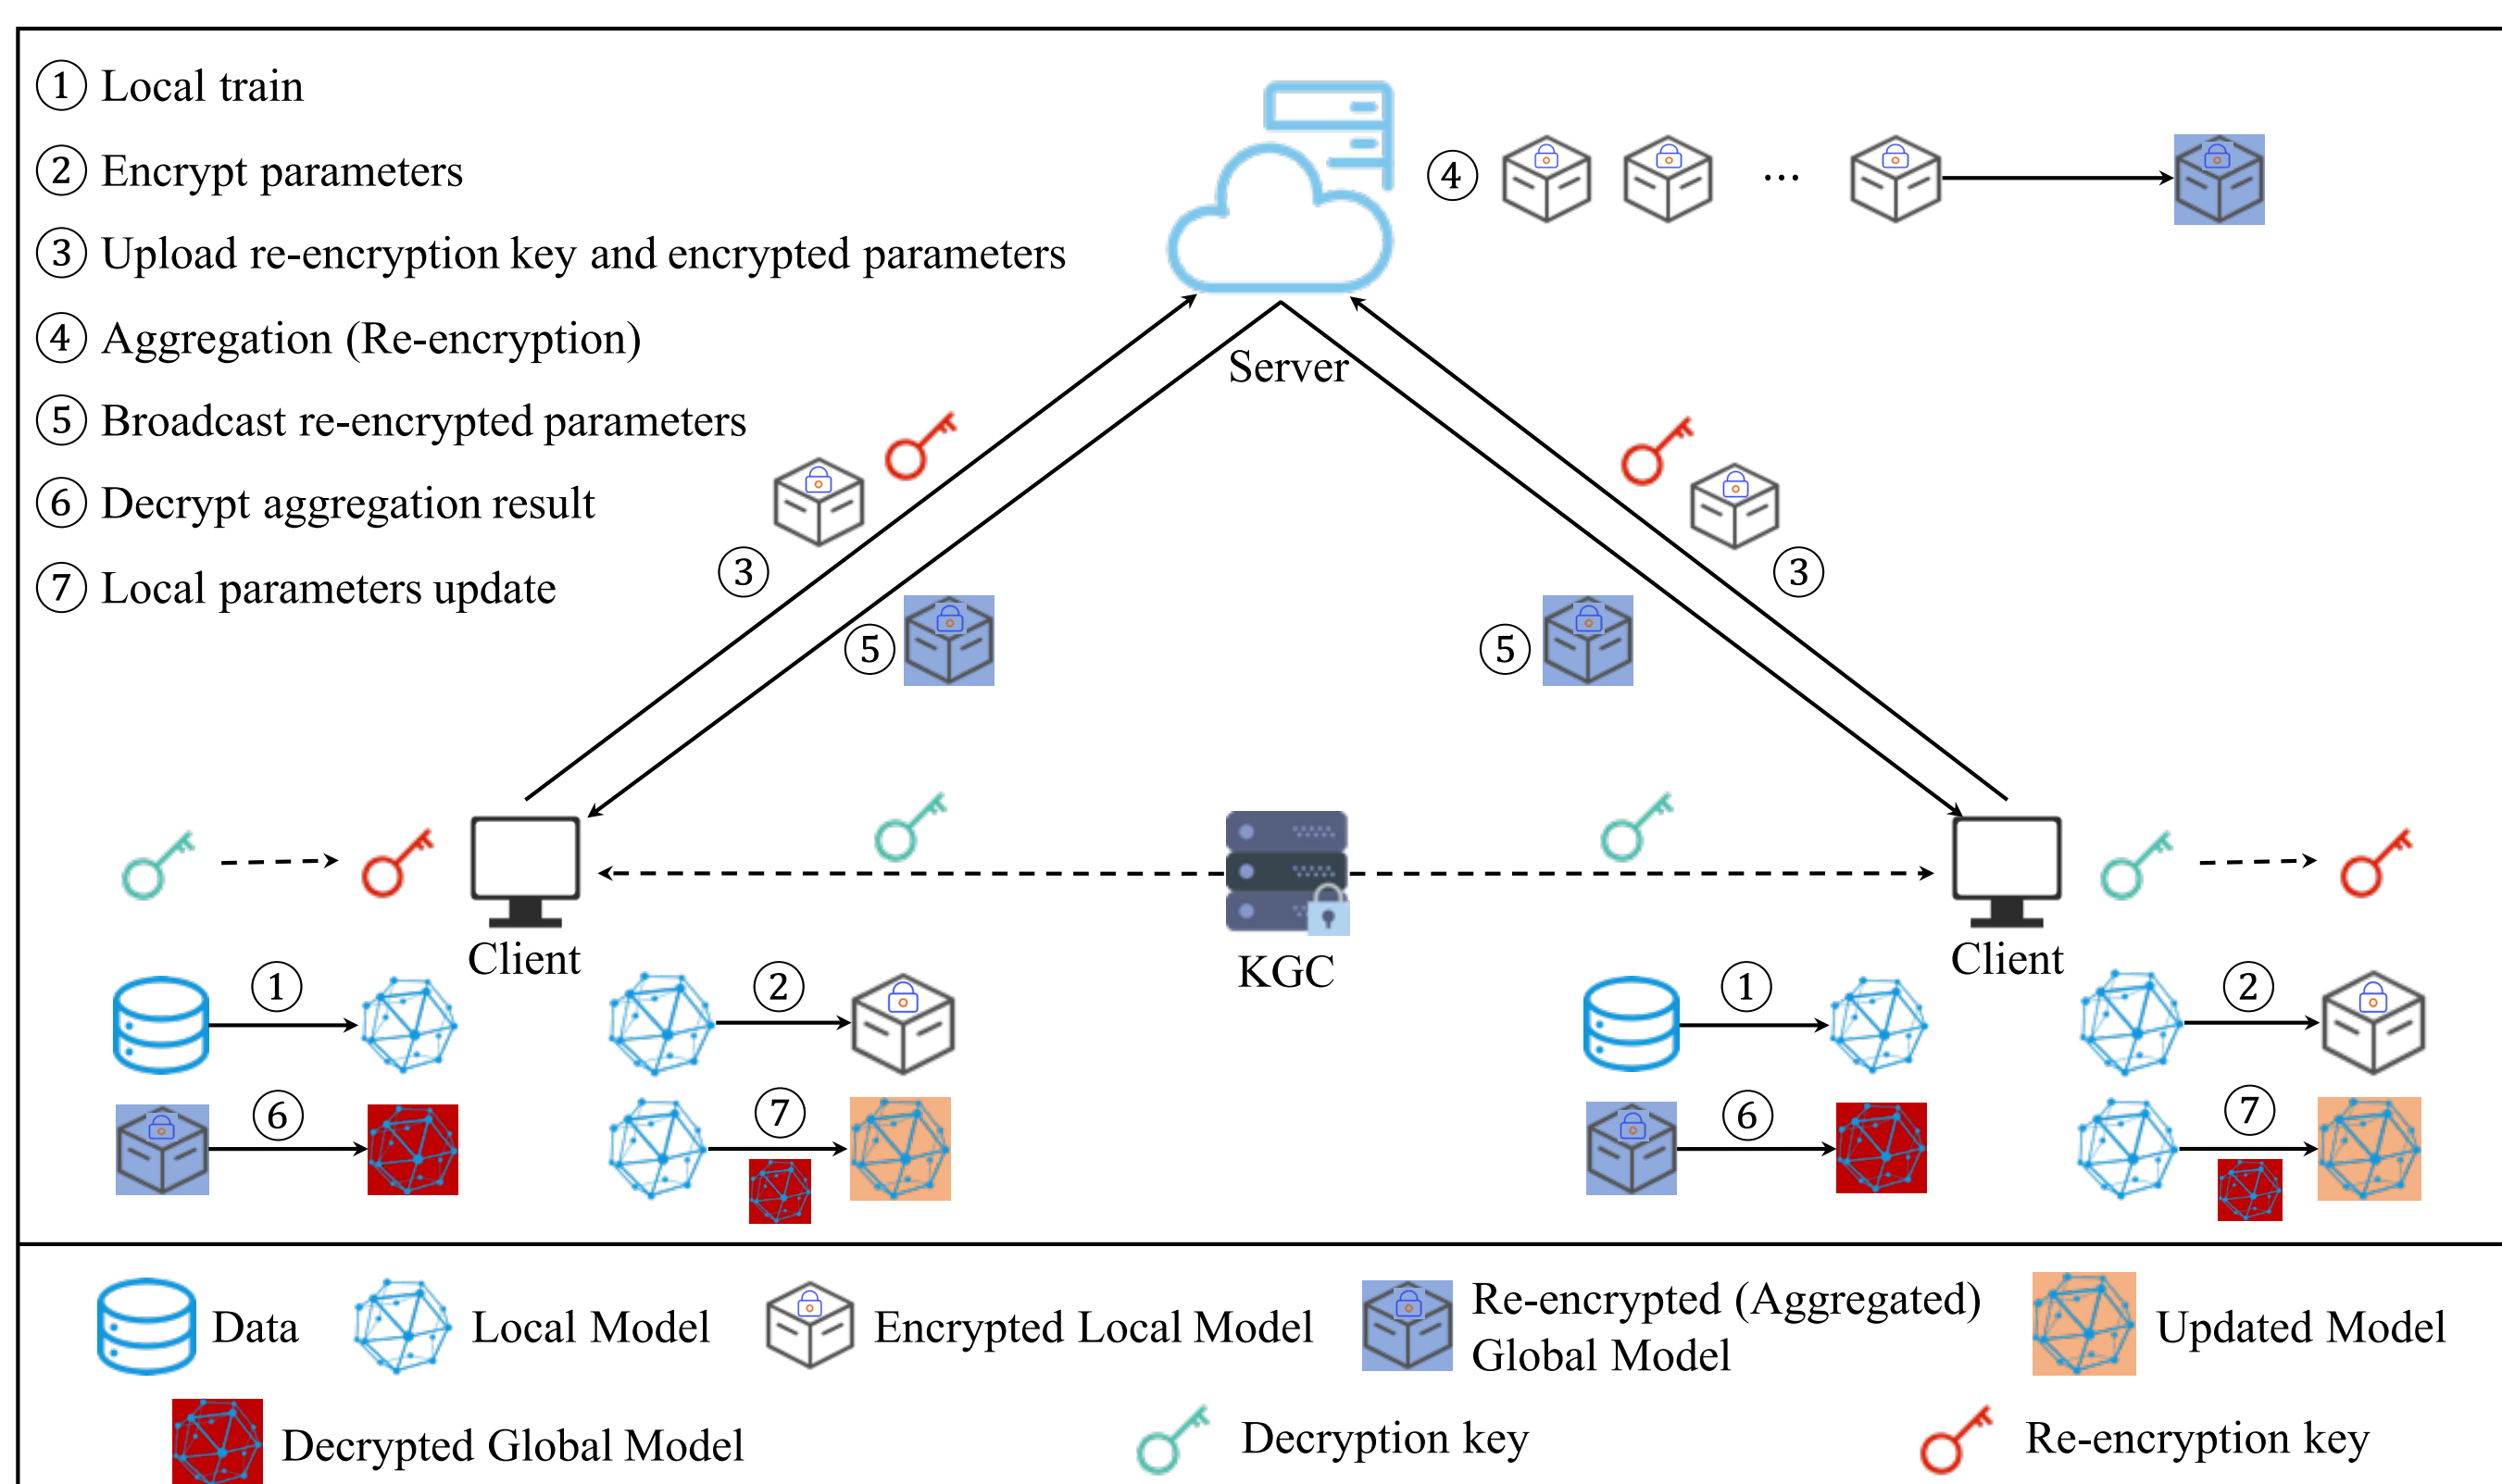 ① Local train
② Encrypt parameters
③ Upload re-encryption key and encrypted parameters
④ Aggregation (Re-encryption)
⑤ Broadcast re-encrypted parameters
⑥ Decrypt aggregation result
⑦ Local parameters update
④
...
Server
③
③
⑤
⑤
Client
KGC
Client
①
②
①
②
⑥
⑦
⑥
⑦
Data
Local Model
Encrypted Local Model
Re-encrypted (Aggregated)
Global Model
Updated Model
Decrypted Global Model
Decryption key
Re-encryption key